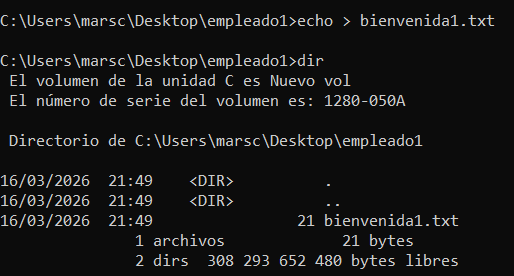 C:\Users\marsc\Desktop\empleado1>echo > bienvenida1.txt
C:\Users\marsc\Desktop\empleado1>dir
El volumen de la unidad C es Nuevo vol
El número de serie del volumen es: 1280-050A
Directorio de C:\Users\marsc\Desktop\empleado1
16/03/2026  21:49    <DIR>          .
16/03/2026  21:49    <DIR>          ..
16/03/2026  21:49                21 bienvenida1.txt
1 archivos             21 bytes
2 dirs  308 293 652 480 bytes libres